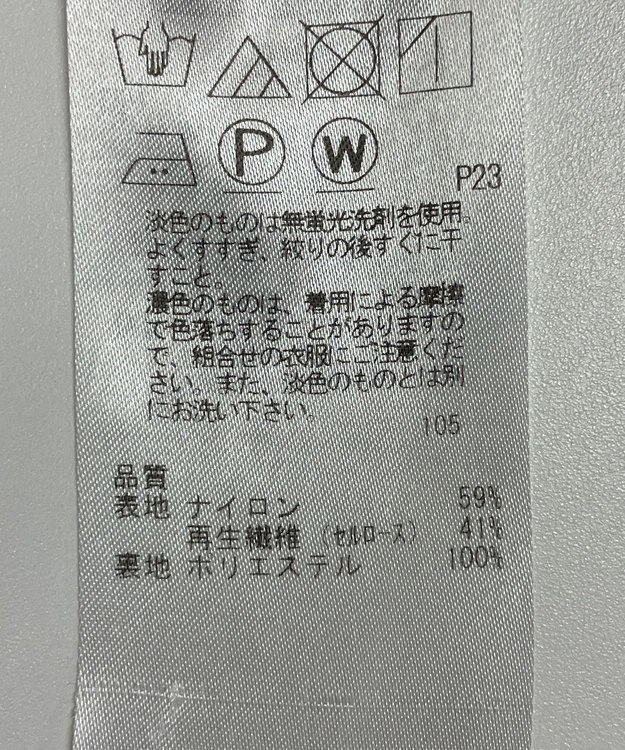 P
W
P23
淡色のものは無蛍光洗剤を使用。
よくすすぎ、絞りの後すぐに干
すこと。
濃色のものは、着用による摩擦
で色落ちすることがありますの
で、組合せの衣服にご注意くだ
さい。また、淡色のものとは別
にお洗い下さい。
105
品質
表地 ナイロン 59%
再生繊維 (セルロース) 41%
裏地 ポリエステル 100%